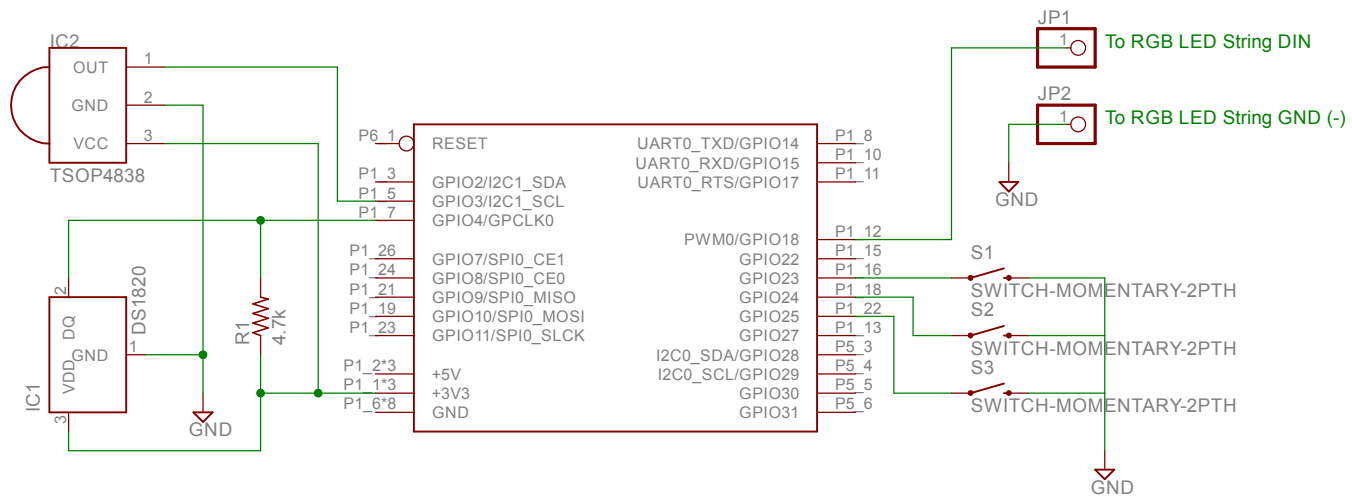 IC2
OUT
1
GND
2
VCC
3
TSOP4838
JP1
1
To RGB LED String DIN
JP2
1
To RGB LED String GND (-)
GND
P6_1
RESET
P1_3
GPIO2/I2C1_SDA
P1_5
GPIO3/I2C1_SCL
P1_7
GPIO4/GPCLK0
P1_26
GPIO7/SPI0_CE1
P1_24
GPIO8/SPI0_CE0
P1_21
GPIO9/SPI0_MISO
P1_19
GPIO10/SPI0_MOSI
P1_23
GPIO11/SPI0_SLCK
P1_2*3
+5V
P1_1*3
+3V3
P1_6*8
GND
UART0_TXD/GPIO14
P1_8
UART0_RXD/GPIO15
P1_10
UART0_RTS/GPIO17
P1_11
PWM0/GPIO18
P1_12
GPIO22
P1_15
GPIO23
P1_16
GPIO24
P1_18
GPIO25
P1_22
GPIO27
P1_13
I2C0_SDA/GPIO28
P5_3
I2C0_SCL/GPIO29
P5_4
GPIO30
P5_5
GPIO31
P5_6
IC1
DS1820
2
DQ
GND
1
VDD
3
R1
4.7k
GND
S1
SWITCH-MOMENTARY-2PTH
S2
SWITCH-MOMENTARY-2PTH
S3
SWITCH-MOMENTARY-2PTH
GND